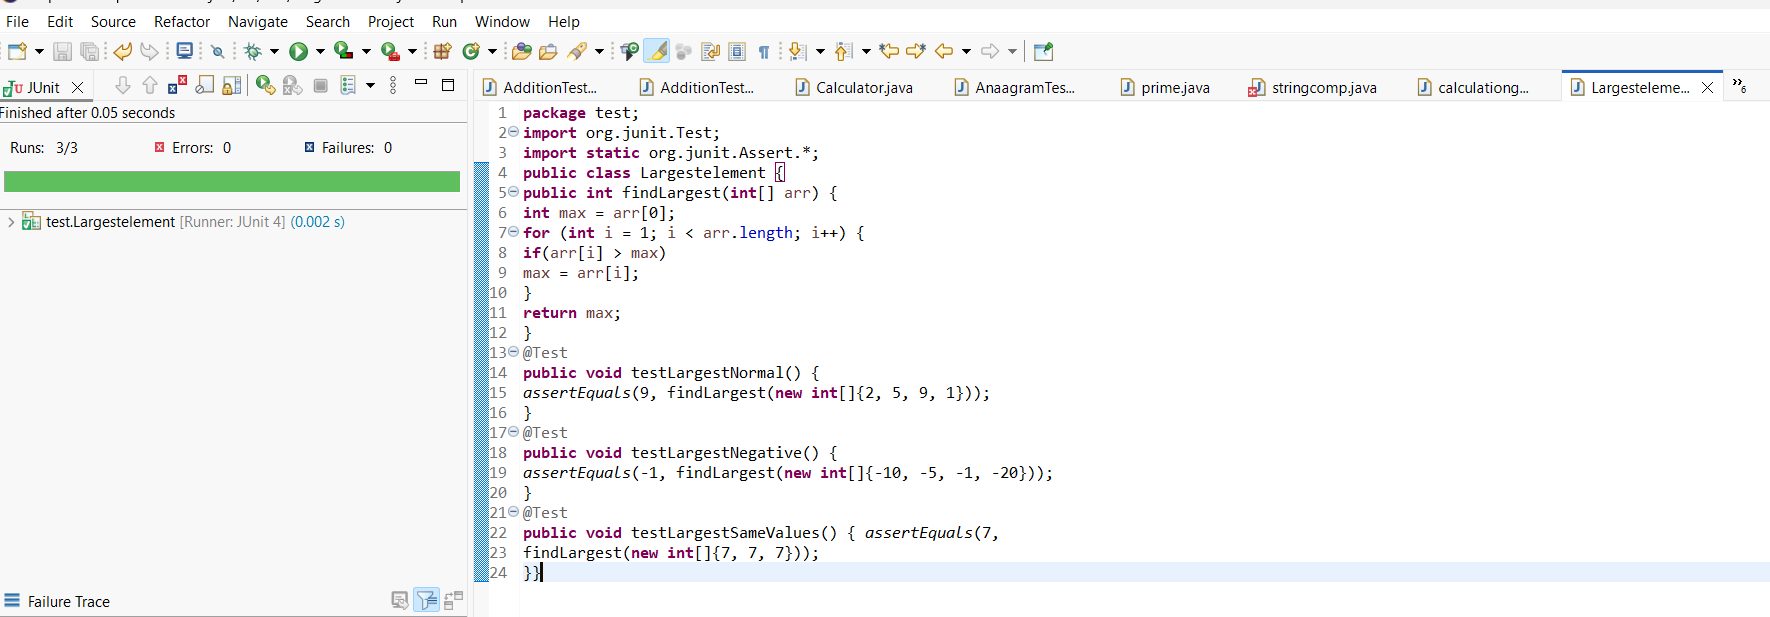 File Edit Source Refactor Navigate Search Project Run Window Help
JUnit
AdditionTest...
AdditionTest...
Calculator.java
AnaagramTes...
prime.java
stringcomp.java
calculationg...
Largesteleme...
6
Finished after 0.05 seconds
Runs: 3/3 Errors: 0 Failures: 0
test.Largestelement [Runner: JUnit 4] (0.002 s)
Failure Trace
1 package test;
2 import org.junit.Test;
3 import static org.junit.Assert.*;
4 public class Largestelement {
5 public int findLargest(int[] arr) {
6 int max = arr[0];
7 for (int i = 1; i < arr.length; i++) {
8 if(arr[i] > max)
9 max = arr[i];
10 }
11 return max;
12 }
13 @Test
14 public void testLargestNormal() {
15 assertEquals(9, findLargest(new int[]{2, 5, 9, 1}));
16 }
17 @Test
18 public void testLargestNegative() {
19 assertEquals(-1, findLargest(new int[]{-10, -5, -1, -20}));
20 }
21 @Test
22 public void testLargestSameValues() { assertEquals(7,
23 findLargest(new int[]{7, 7, 7}));
24 }}